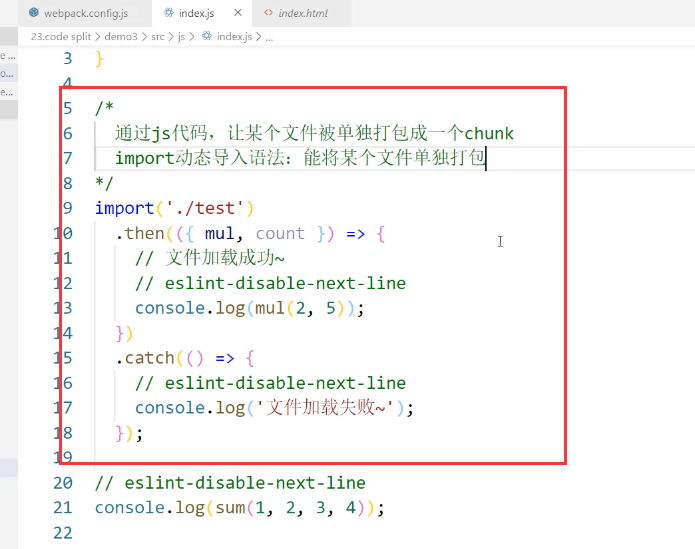 webpack.config.js index.js × index.html
23.code split > demo3 > src > js > index.js > ...
3 }
4
5 /*
6 通过js代码，让某个文件被单独打包成一个chunk
7 import动态导入语法：能将某个文件单独打包
8 */
9 import('./test')
10 .then(({ mul, count }) => {
11 // 文件加载成功~
12 // eslint-disable-next-line
13 console.log(mul(2, 5));
14 })
15 .catch(() => {
16 // eslint-disable-next-line
17 console.log('文件加载失败~');
18 });
19
20 // eslint-disable-next-line
21 console.log(sum(1, 2, 3, 4));
22